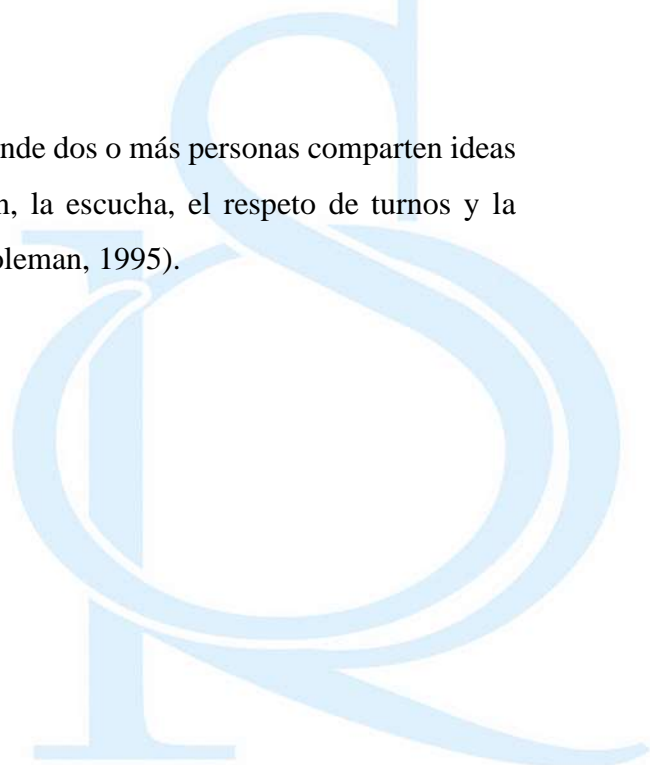 nde dos o más personas comparten ideas
n, la escucha, el respeto de turnos y la
oleman, 1995).